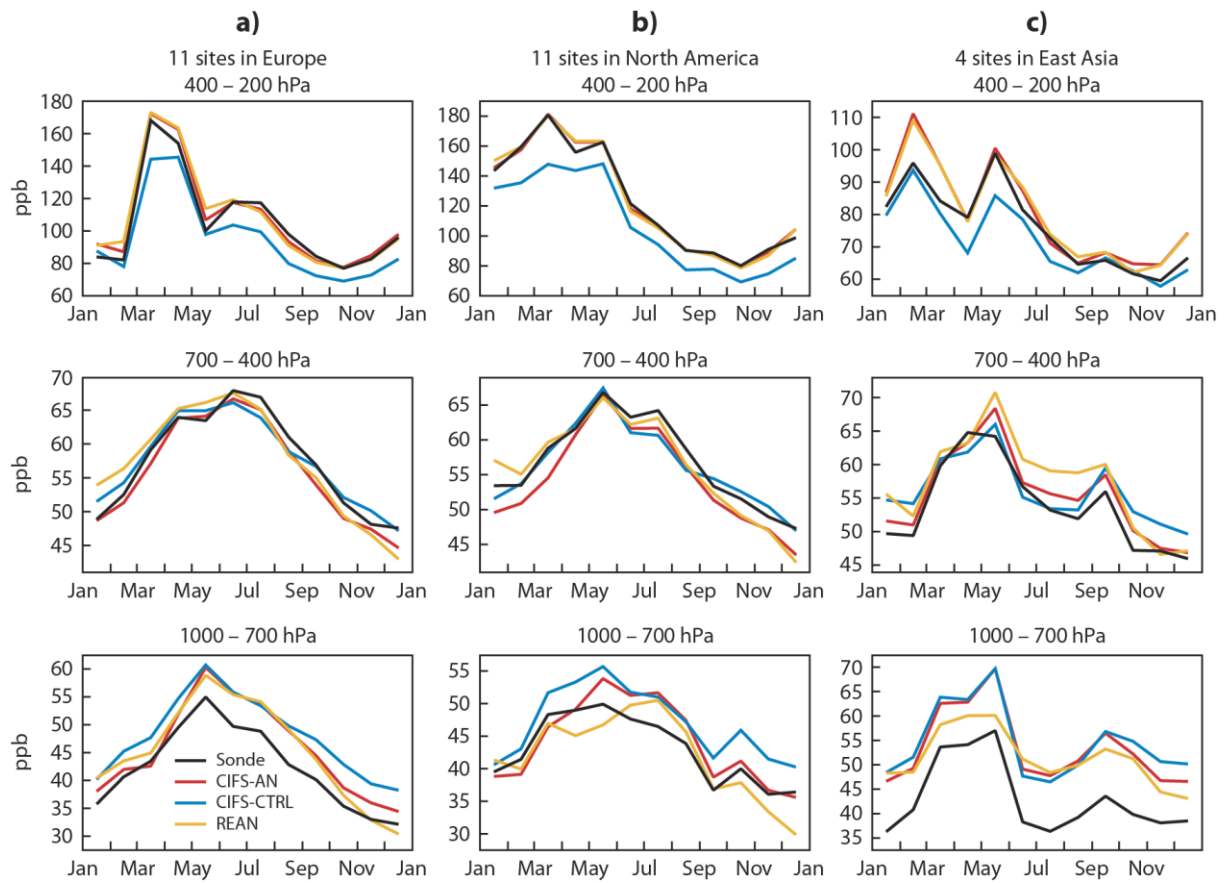 a)
11 sites in Europe
400 – 200 hPa
ppb
180
160
140
120
100
80
60
Jan Mar May Jul Sep Nov Jan
b)
11 sites in North America
400 – 200 hPa
180
160
140
120
100
80
60
Jan Mar May Jul Sep Nov Jan
c)
4 sites in East Asia
400 – 200 hPa
110
100
90
80
70
60
Jan Mar May Jul Sep Nov Jan
700 – 400 hPa
ppb
70
65
60
55
50
45
Jan Mar May Jul Sep Nov Jan
700 – 400 hPa
65
60
55
50
45
Jan Mar May Jul Sep Nov Jan
700 – 400 hPa
70
65
60
55
50
45
Jan Mar May Jul Sep Nov
1000 – 700 hPa
ppb
60
55
50
45
40
35
30
Sonde
CIFS-AN
CIFS-CTRL
REAN
Jan Mar May Jul Sep Nov Jan
1000 – 700 hPa
55
50
45
40
35
30
Jan Mar May Jul Sep Nov Jan
1000 – 700 hPa
70
65
60
55
50
45
40
35
Jan Mar May Jul Sep Nov